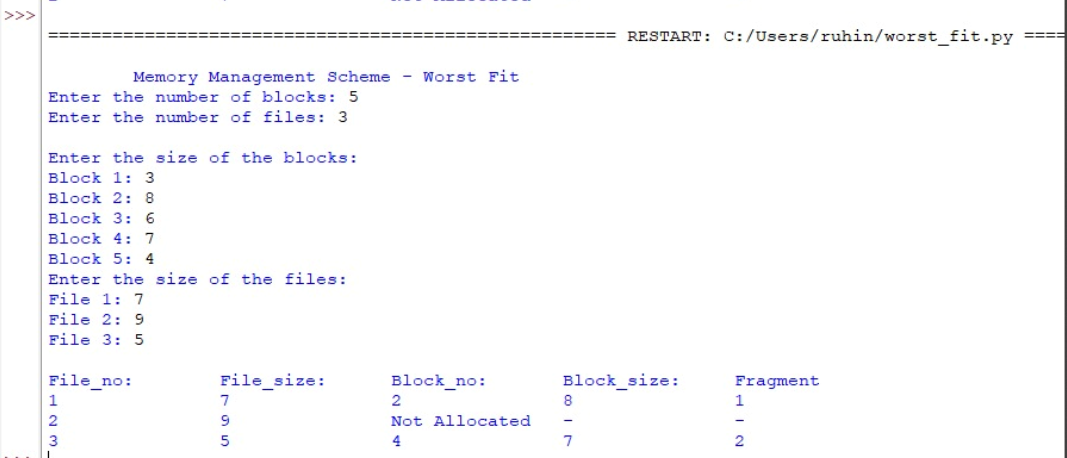 >>>
======================================================= RESTART: C:/Users/ruhin/worst_fit.py ====
Memory Management Scheme - Worst Fit
Enter the number of blocks: 5
Enter the number of files: 3
Enter the size of the blocks:
Block 1: 3
Block 2: 8
Block 3: 6
Block 4: 7
Block 5: 4
Enter the size of the files:
File 1: 7
File 2: 9
File 3: 5
File_no: File_size: Block_no: Block_size: Fragment
1 7 2 8 1
2 9 Not Allocated - -
3 5 4 7 2